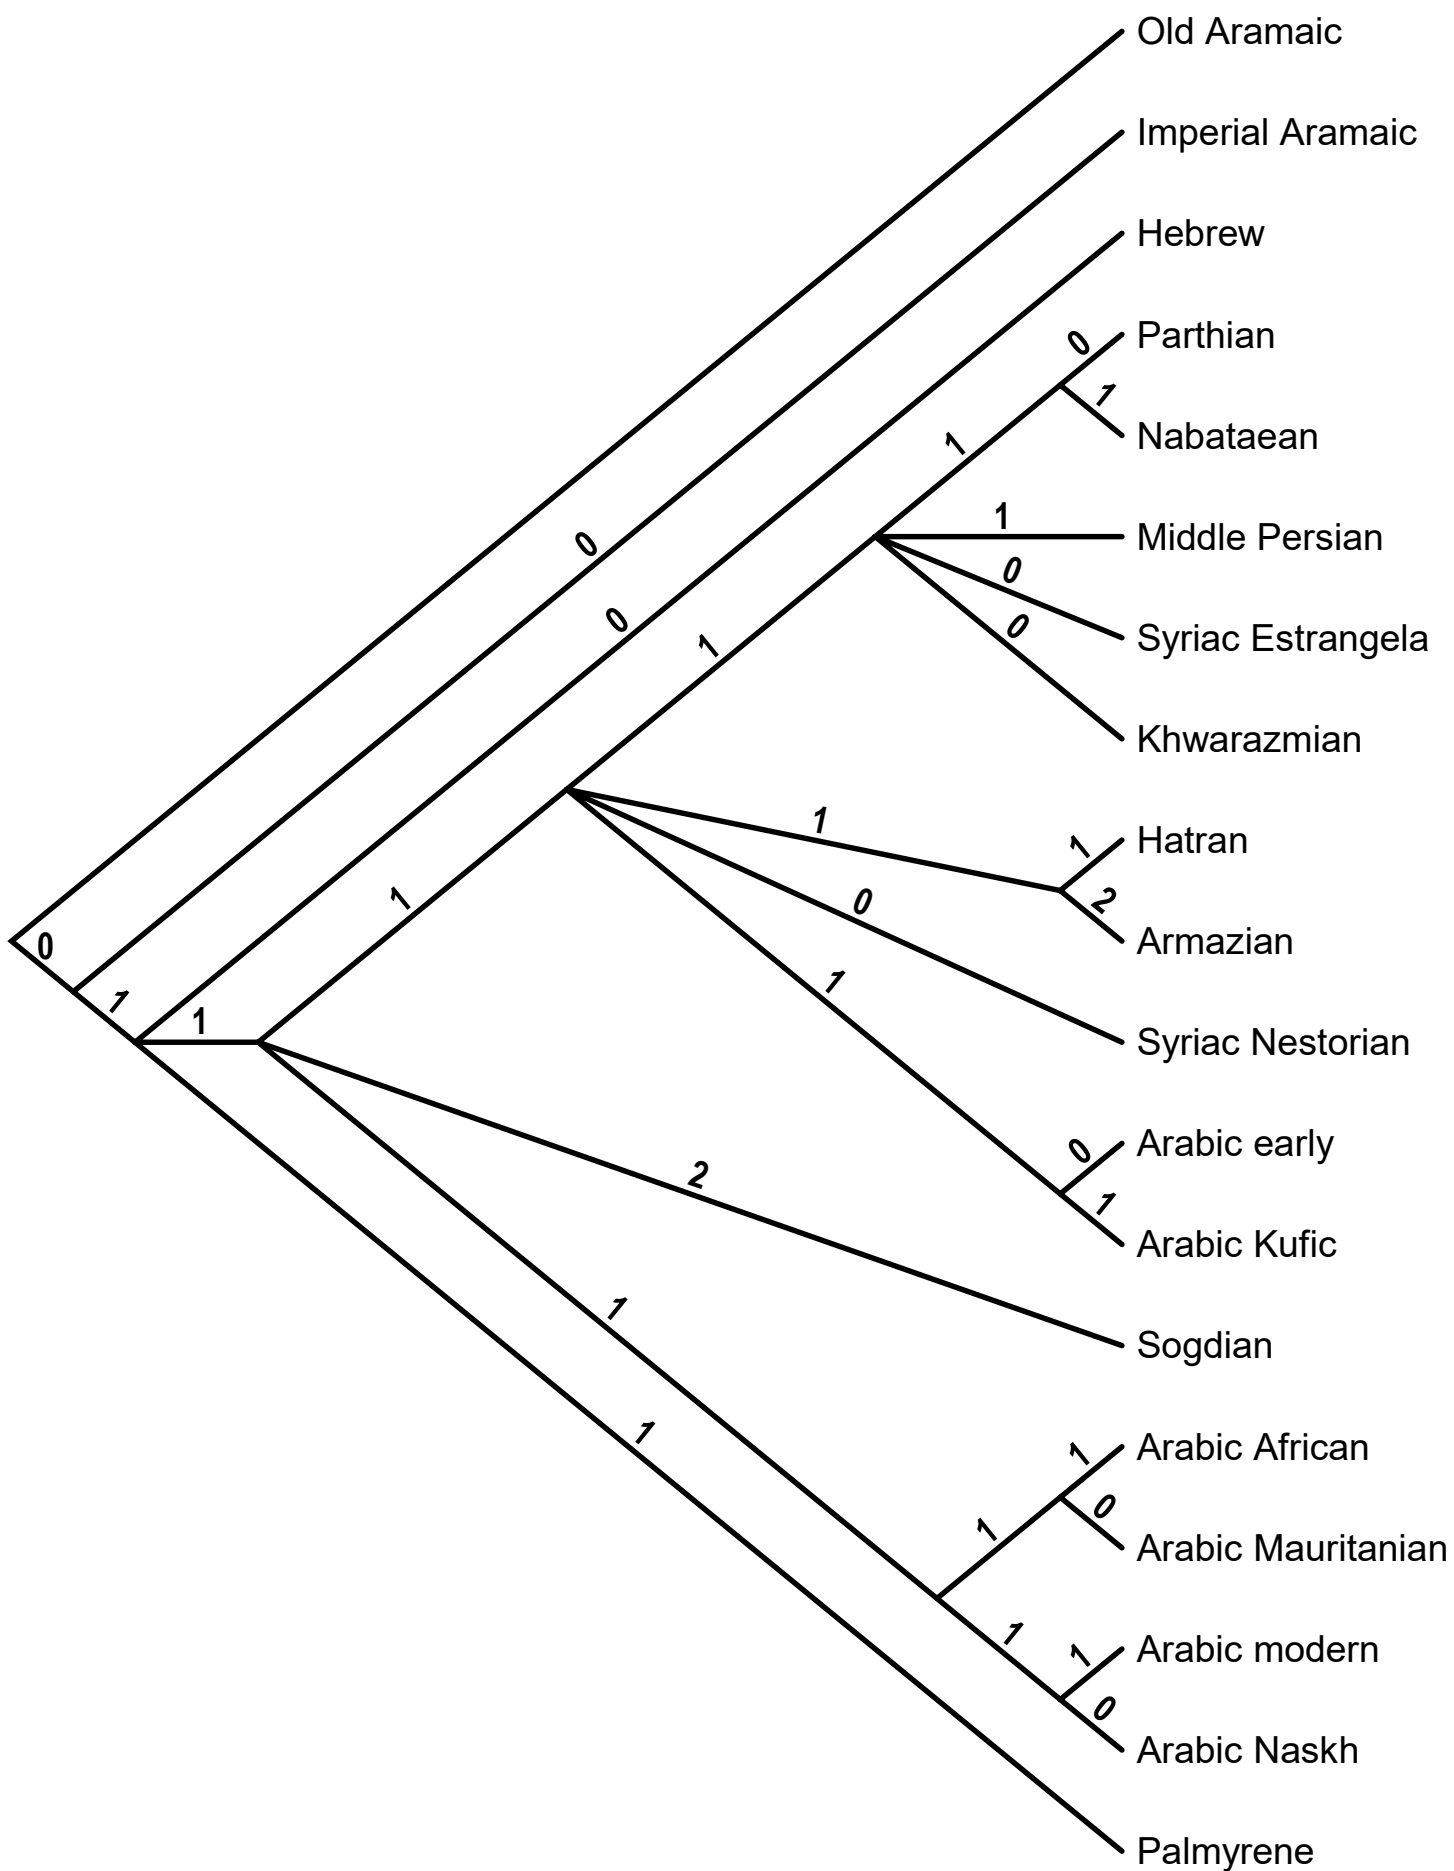 Old Aramaic
Imperial Aramaic
Hebrew
0
Parthian
1
Nabataean
1
1
Middle Persian
0
0
Syriac Estrangela
0
0
1
Khwarazmian
1
1
Hatran
1
2
0
Armazian
0
1
1
1
Syriac Nestorian
0
Arabic early
2
1
Arabic Kufic
1
Sogdian
1
1
Arabic African
0
1
Arabic Mauritanian
1
1
Arabic modern
0
Arabic Naskh
Palmyrene